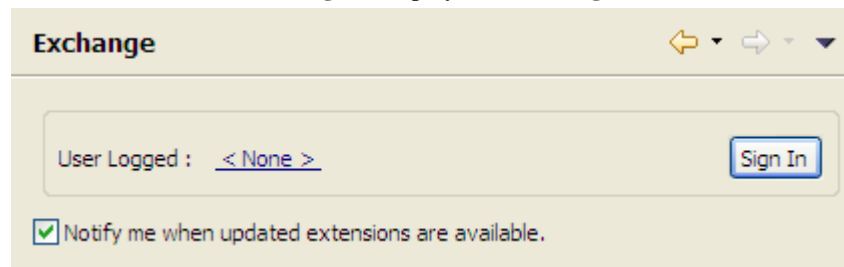 Exchange
User Logged : < None > Sign In
Notify me when updated extensions are available.